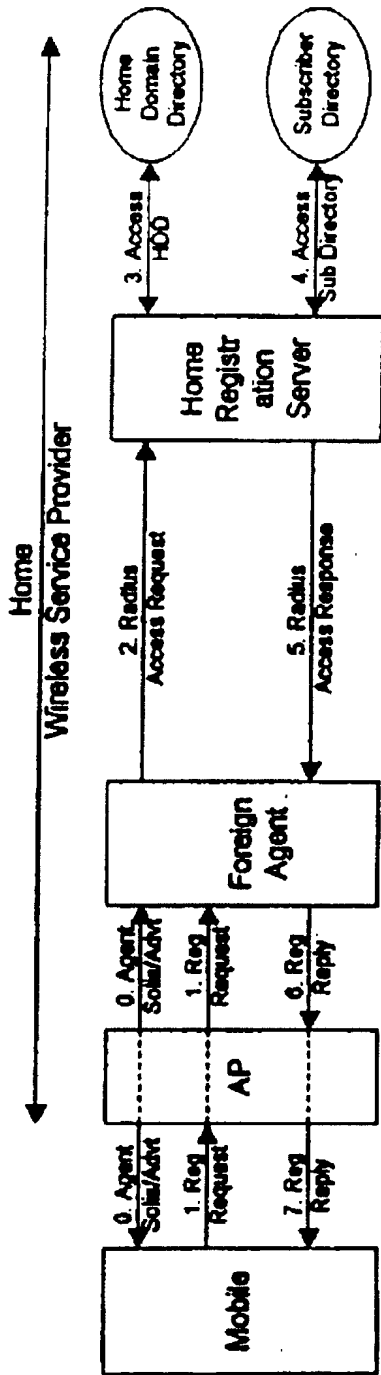 Home
Wireless Service Provider
Mobile
0. Agent
Solia/Advt
1. Reg
Request
7. Reg
Reply
AP
0. Agent
Solia/Advt
1. Reg
Request
6. Reg
Reply
Foreign
Agent
2. Radius
Access Request
5. Radius
Access Response
Home
Registr
ation
Server
3. Access
HDD
4. Access
Sub Directory
Home
Domain
Directory
Subscriber
Directory